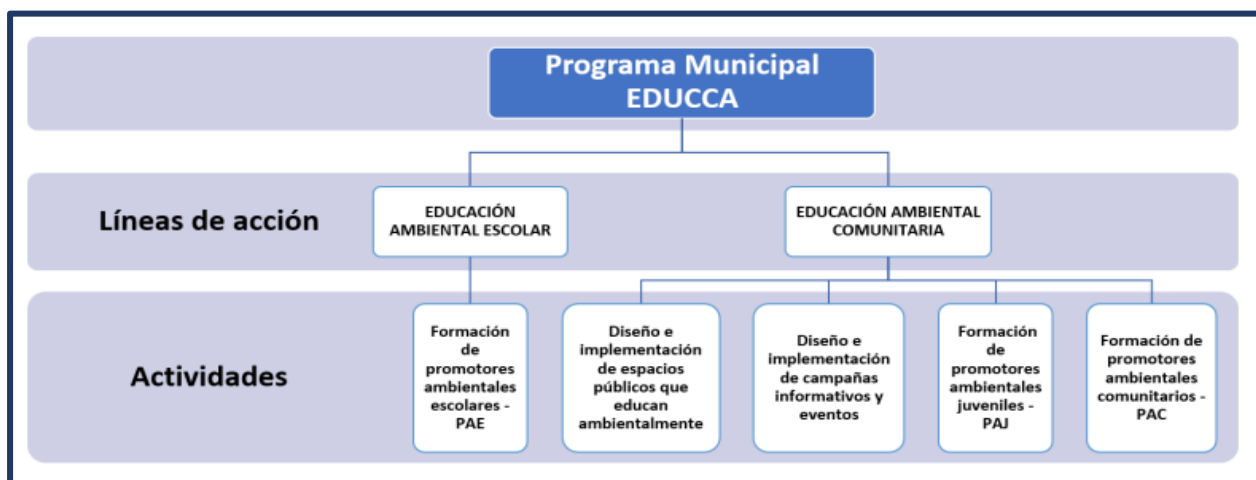 Programa Municipal
EDUCCA
Líneas de acción
EDUCACIÓN
AMBIENTAL ESCOLAR
EDUCACIÓN AMBIENTAL
COMUNITARIA
Actividades
Formación
de
promotores
ambientales
escolares -
PAE
Diseño e
implementación
de espacios
públicos que
educan
ambientalmente
Diseño e
implementación
de campañas
informativos y
eventos
Formación
de
promotores
ambientales
juveniles -
PAJ
Formación de
promotores
ambientales
comunitarios -
PAC